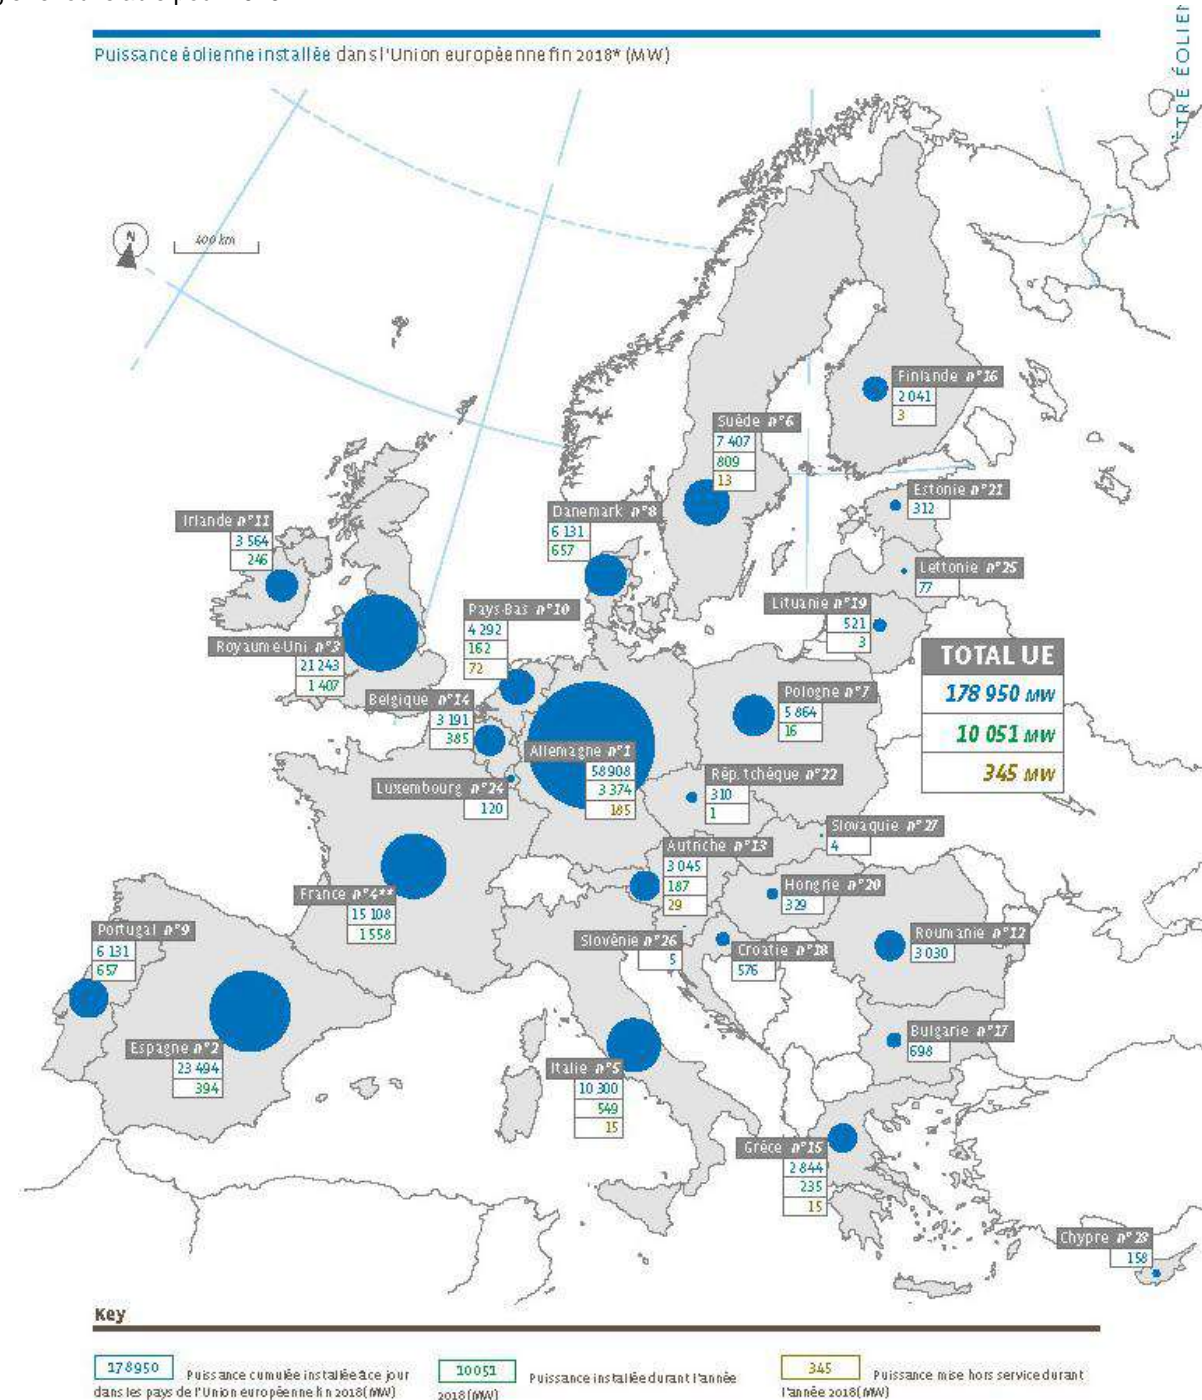 Puissance éolienne installée dans l'Union européenne fin 2018* (MW)
TRE ÉOLIEN
N
400 km
Finlande n°16
2 041
3
Suède n°6
7 407
809
13
Estonie n°21
312
Danemark n°8
6 131
657
Irlande n°11
3 564
246
Lettonie n°25
77
Lituanie n°19
521
3
Pays-Bas n°10
4 292
162
72
Royaume-Uni n°3
21 243
1 407
TOTAL UE
178 950 MW
10 051 MW
345 MW
Belgique n°14
3 191
385
Pologne n°7
5 864
16
Allemagne n°1
58 908
3 374
185
Luxembourg n°24
120
Rép. tchèque n°22
310
1
Slovaquie n°27
4
Autriche n°13
3 045
187
29
Hongrie n°20
329
France n°4**
15 108
1 558
Portugal n°9
6 131
657
Slovénie n°26
5
Croatie n°18
576
Roumanie n°12
3 030
Bulgarie n°17
698
Espagne n°2
23 494
394
Italie n°5
10 300
549
15
Grèce n°15
2 844
235
15
Chypre n°23
158
Key
178950 Puissance cumulée installée à ce jour
dans les pays de l'Union européenne fin 2018 (MW)
10051 Puissance installée durant l'année
2018 (MW)
345 Puissance mise hors service durant
l'année 2018 (MW)